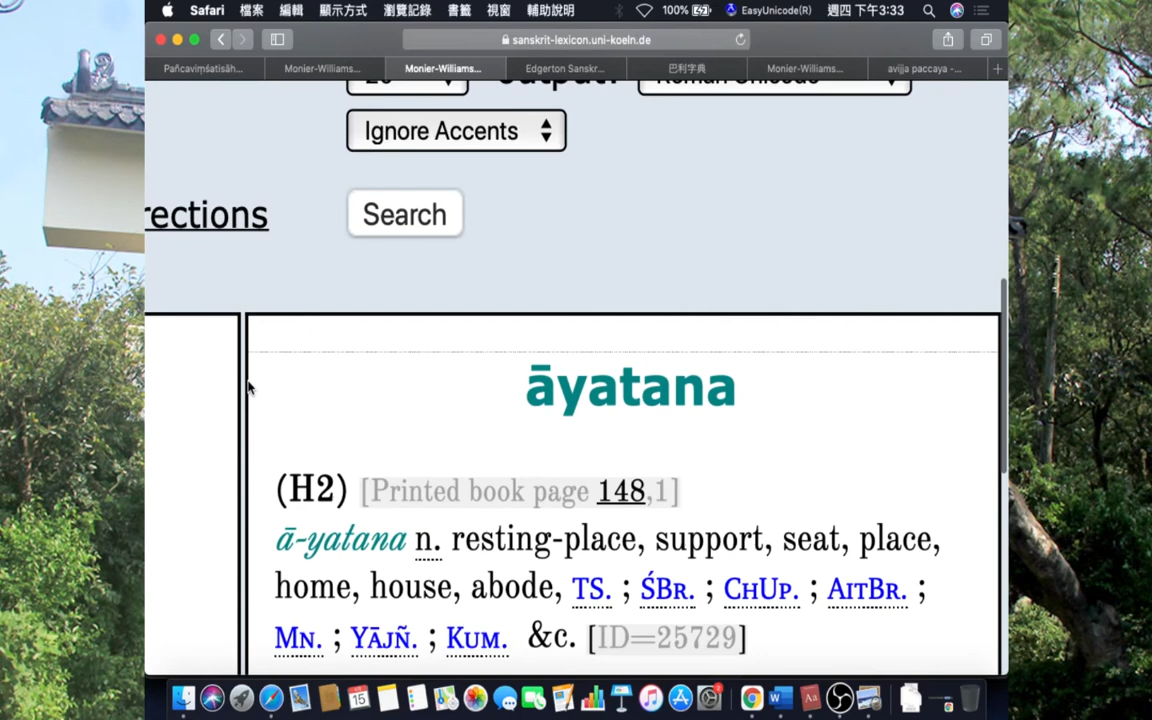 Safari 檔案 編輯 顯示方式 瀏覽記錄 書籤 視窗 輔助說明 100% EasyUnicode(R) 週四 下午3:33
sanskrit-lexicon.uni-koeln.de
Pañcaviṃśatisāh... Monier-Williams... Monier-Williams... Edgerton Sanskr... 巴利字典 Monier-Williams... avijja paccaya -...
Ignore Accents
rections Search
āyatana
(H2) [Printed book page 148,1]
ā-yatana n. resting-place, support, seat, place,
home, house, abode, TS. ; ŚBr. ; ChUp. ; AitBr. ;
Mn. ; Yājñ. ; Kum. &c. [ID=25729]